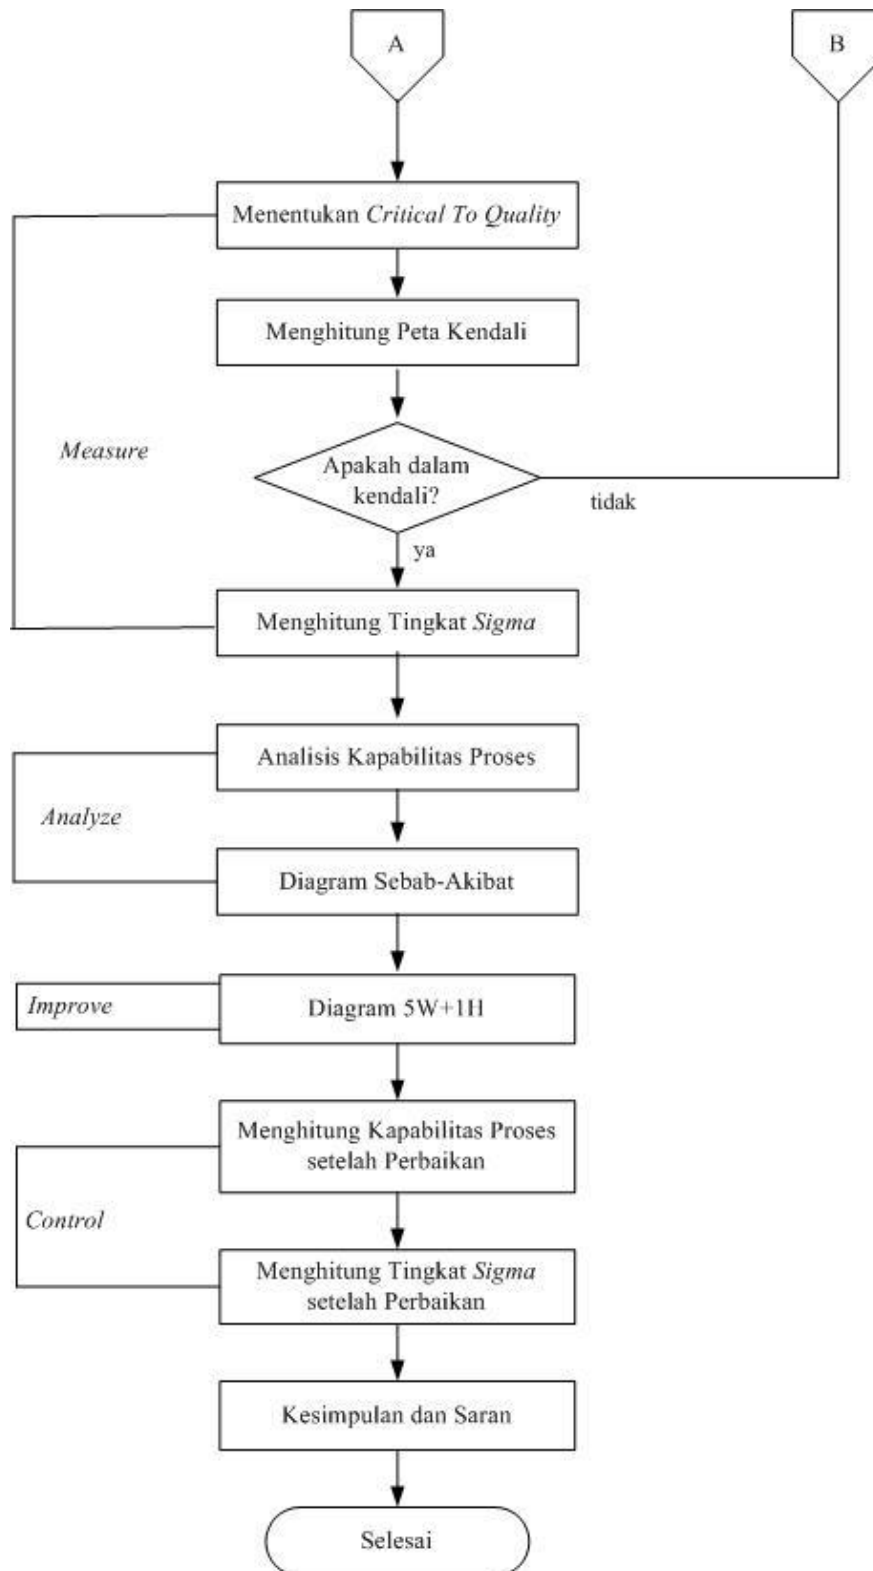 A
B
Menentukan Critical To Quality
Menghitung Peta Kendali
Measure
Apakah dalam
kendali?
tidak
ya
Menghitung Tingkat Sigma
Analisis Kapabilitas Proses
Analyze
Diagram Sebab-Akibat
Improve
Diagram 5W+1H
Menghitung Kapabilitas Proses
setelah Perbaikan
Control
Menghitung Tingkat Sigma
setelah Perbaikan
Kesimpulan dan Saran
Selesai